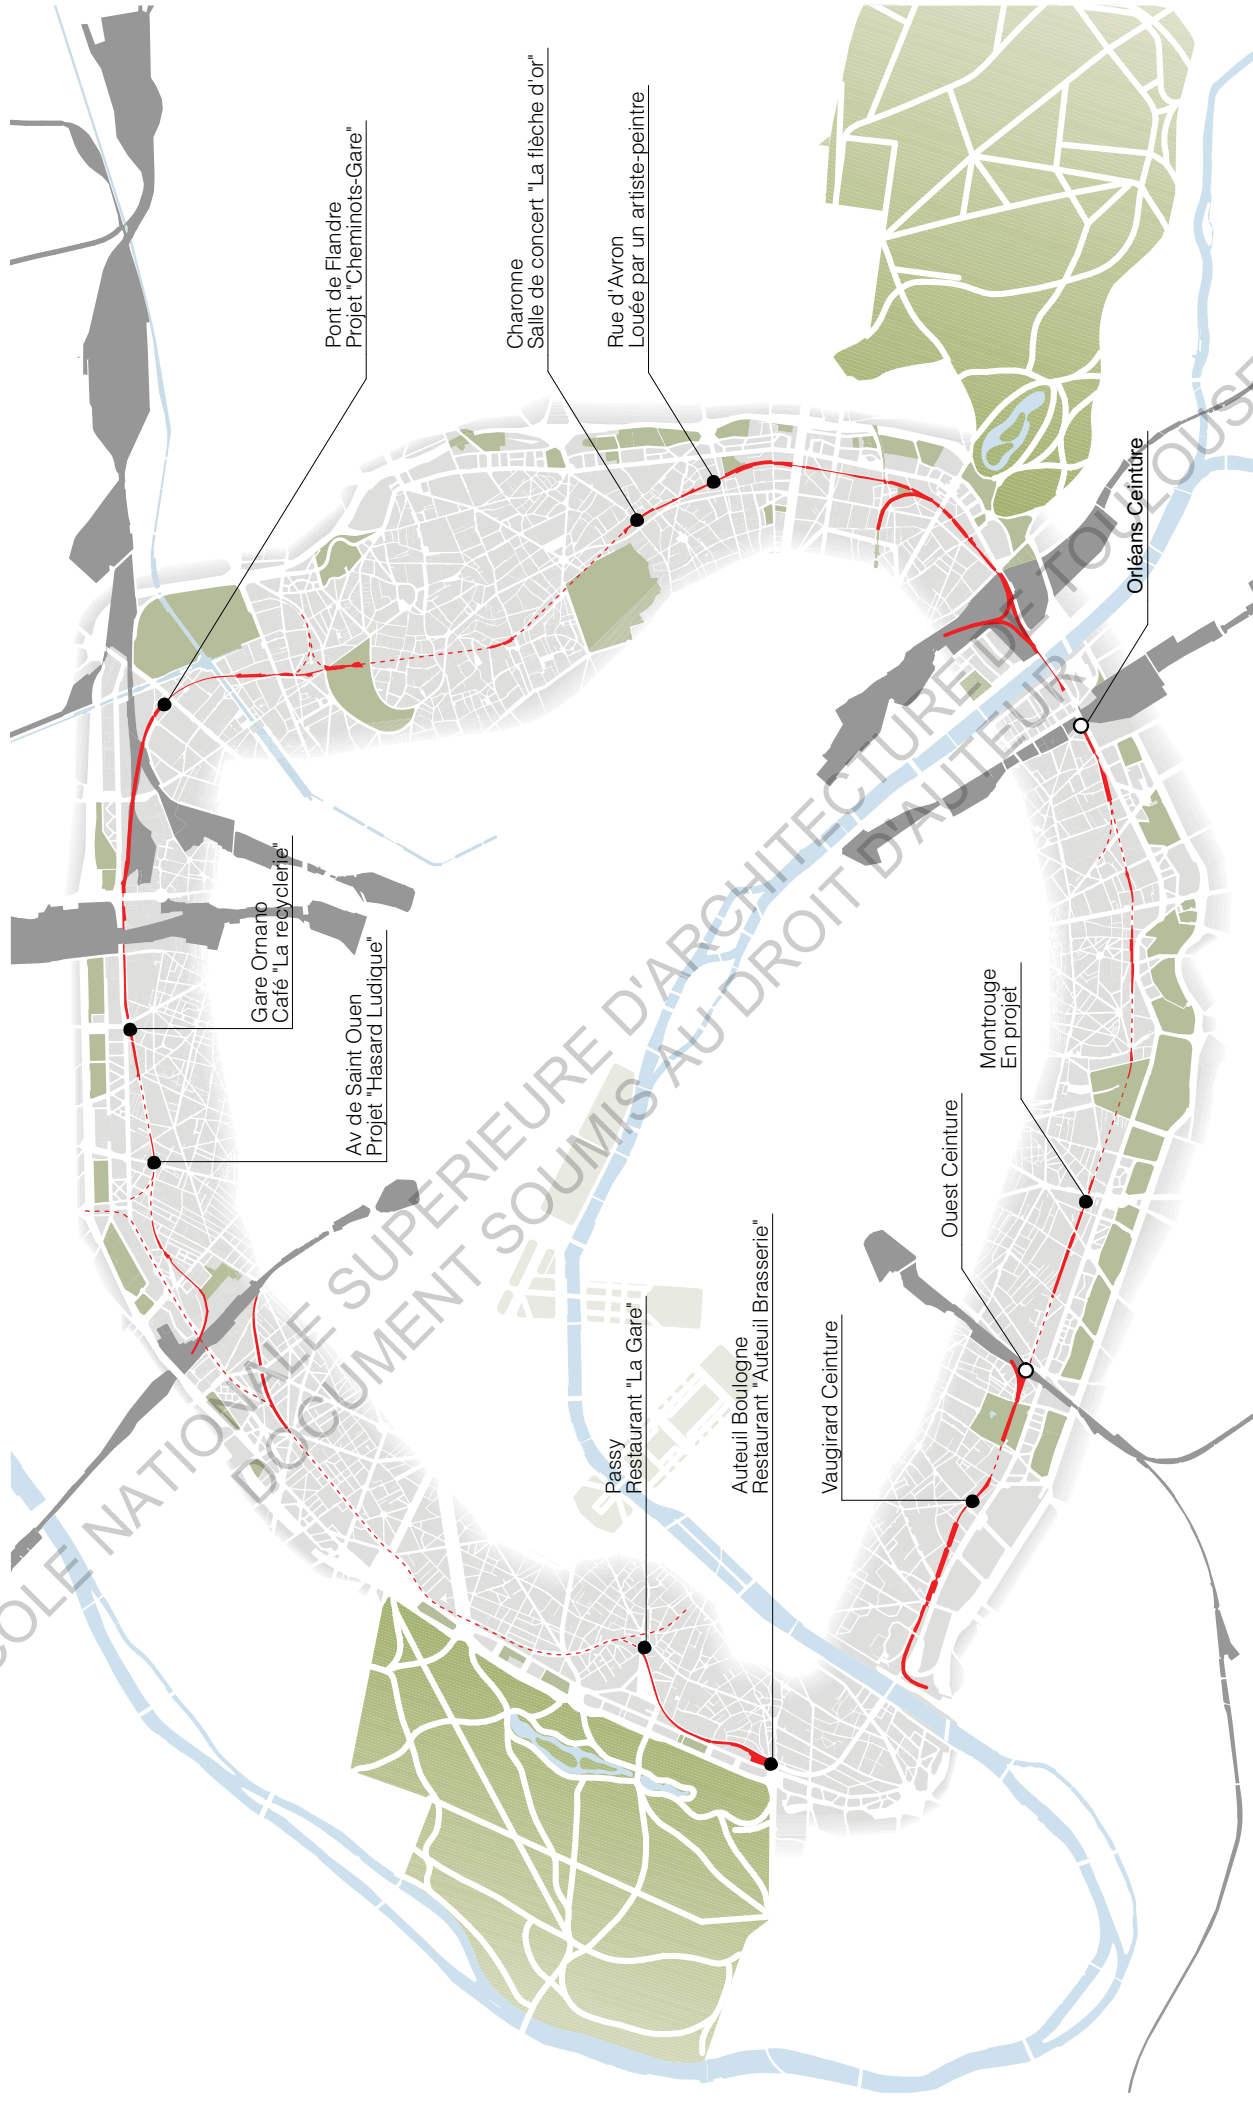 Pont de Flandre
Projet "Cheminots-Gare"
Charonne
Salle de concert "La flèche d'or"
Rue d'Avron
Louée par un artiste-peintre
Gare Ornano
Café "La recyclerie"
Av de Saint Ouen
Projet "Hasard Ludique"
Orléans Ceinture
Montrouge
En projet
Ouest Ceinture
Passy
Restaurant "La Gare"
Auteuil Boulogne
Restaurant "Auteuil Brasserie"
Vaugirard Ceinture
COLE NATIONALE SUPERIEURE D'ARCHITECTURE DE TOULOUSE
DOCUMENT SOUMIS AU DROIT D'AUTEUR